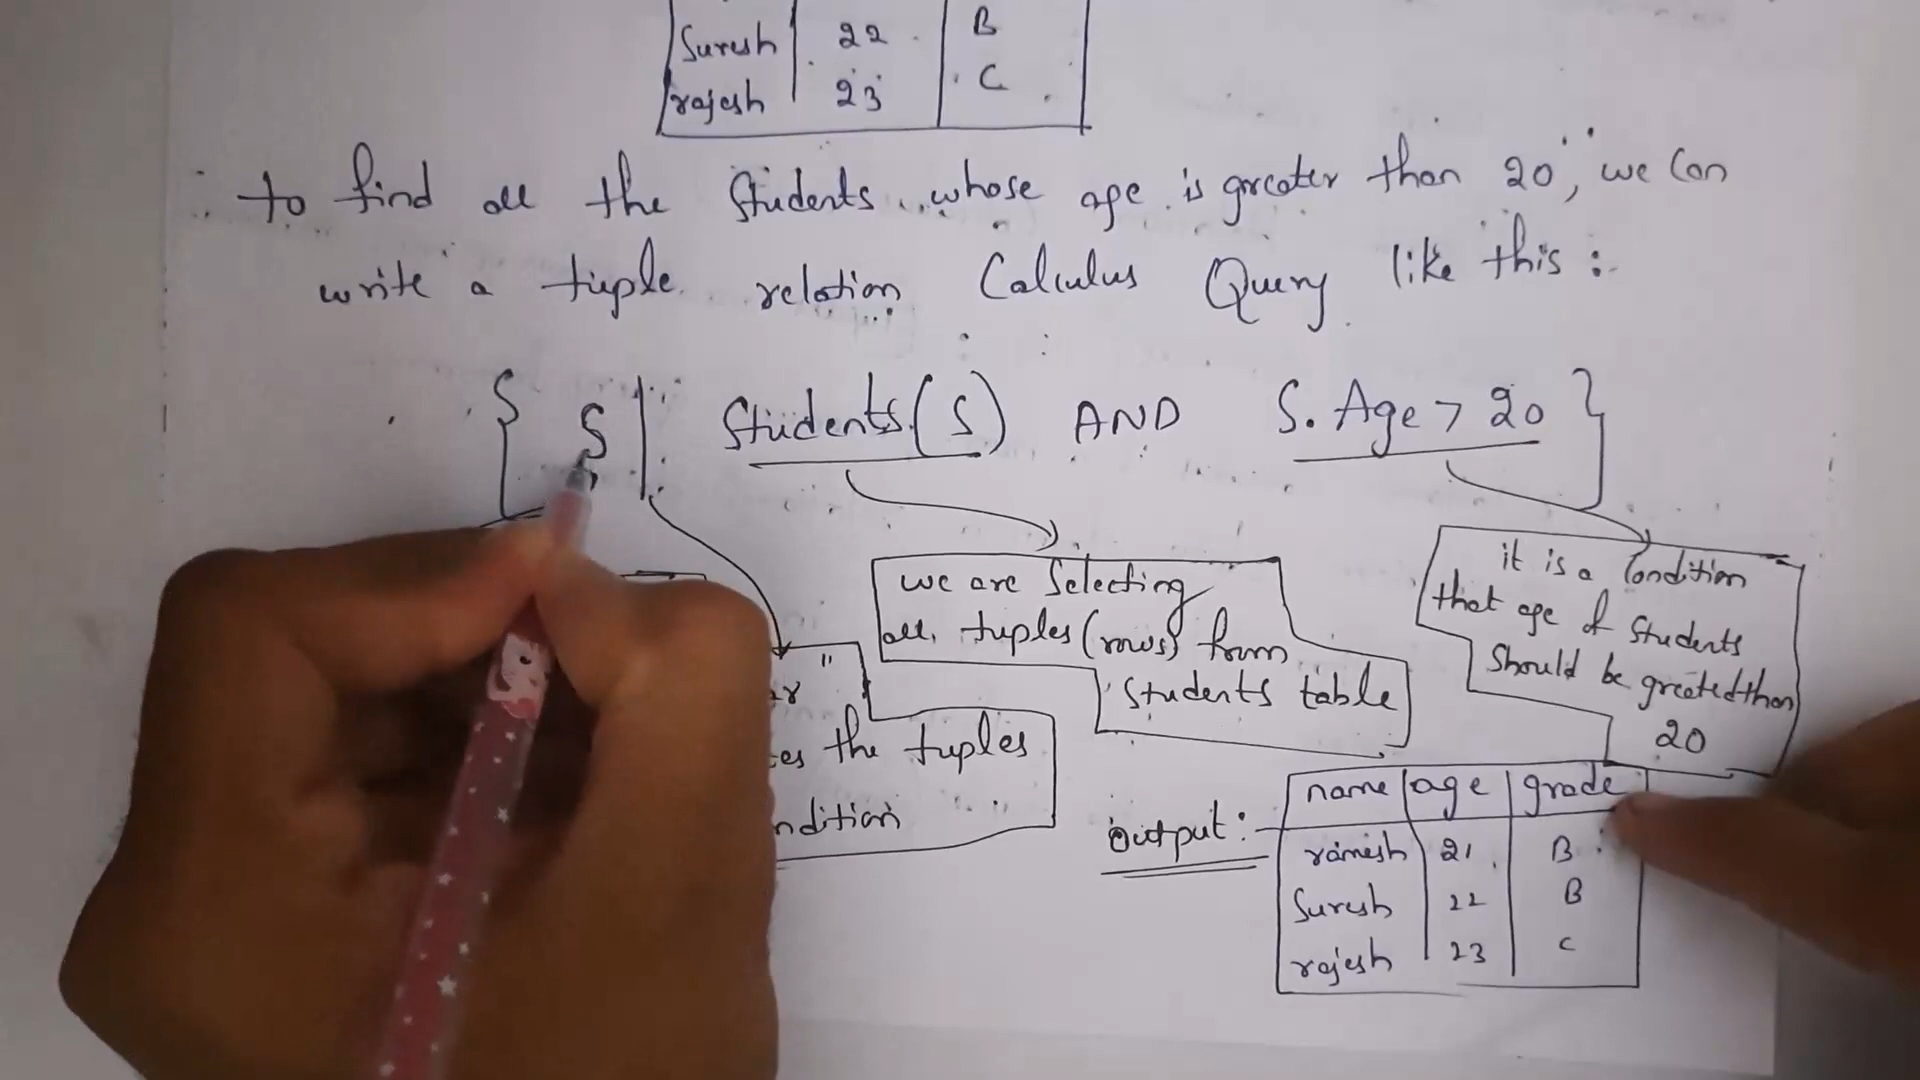 Suresh 22 B
rajesh 23 C
to find all the Students whose age is greater than 20, we can
write a tuple relation Calculus Query like this :
{ S | Students (S) AND S. Age > 20 }
we are Selecting
all tuples (rows) from
Students table
it is a Condition
that age of Students
Should be greated than
20
the tuples
Output :
name age grade
ramesh 21 B
Suresh 22 B
rajesh 23 C